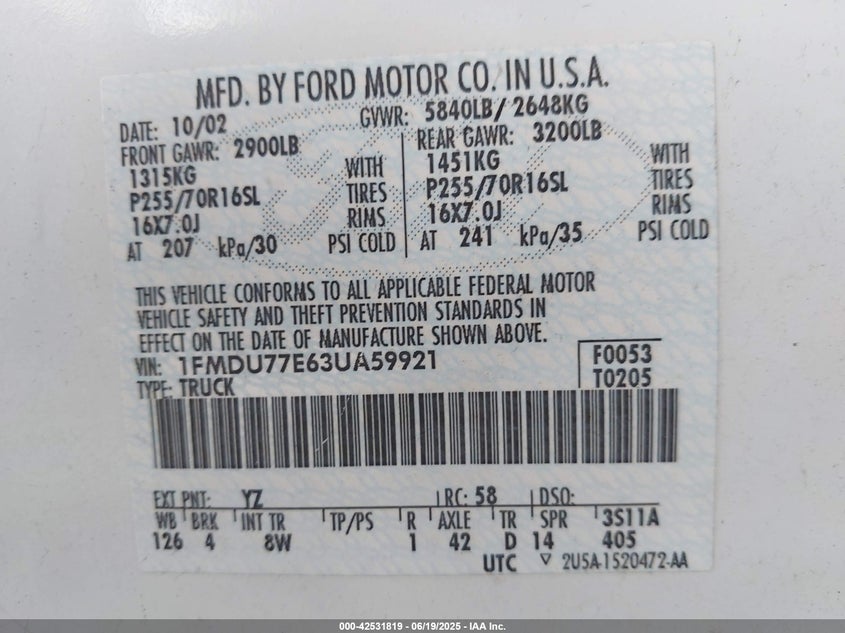 MFD. BY FORD MOTOR CO. IN U.S.A.
DATE: 10/02 GVWR: 5840LB/ 2648KG
FRONT GAWR: 2900LB REAR GAWR: 3200LB
1315KG WITH 1451KG WITH
P255/70R16SL TIRES P255/70R16SL TIRES
16X7.0J RIMS 16X7.0J RIMS
AT 207 kPa/30 PSI COLD AT 241 kPa/35 PSI COLD
THIS VEHICLE CONFORMS TO ALL APPLICABLE FEDERAL MOTOR
VEHICLE SAFETY AND THEFT PREVENTION STANDARDS IN
EFFECT ON THE DATE OF MANUFACTURE SHOWN ABOVE.
VIN: 1FMDU77E63UA59921 F0053
TYPE: TRUCK T0205
EXT PNT: YZ RC: 58 DSO:
WB BRK INT TR TP/PS R AXLE TR SPR 3S11A
126 4 8W 1 42 D 14 405
UTC ▽ 2U5A-1520472-AA
000-42531819 - 06/19/2025 - IAA Inc.